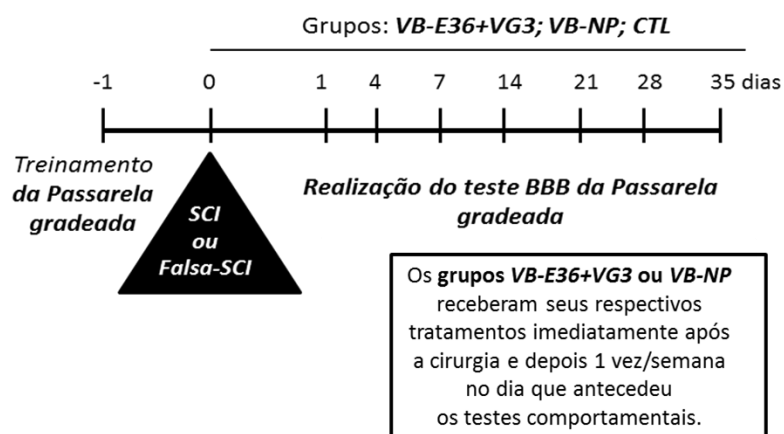 Grupos: VB-E36+VG3; VB-NP; CTL
-1 0 1 4 7 14 21 28 35 dias
Treinamento
da Passarela
gradeada
SCI
ou
Falsa-SCI
Realização do teste BBB da Passarela
gradeada
Os grupos VB-E36+VG3 ou VB-NP
receberam seus respectivos
tratamentos imediatamente após
a cirurgia e depois 1 vez/semana
no dia que antecedeu
os testes comportamentais.